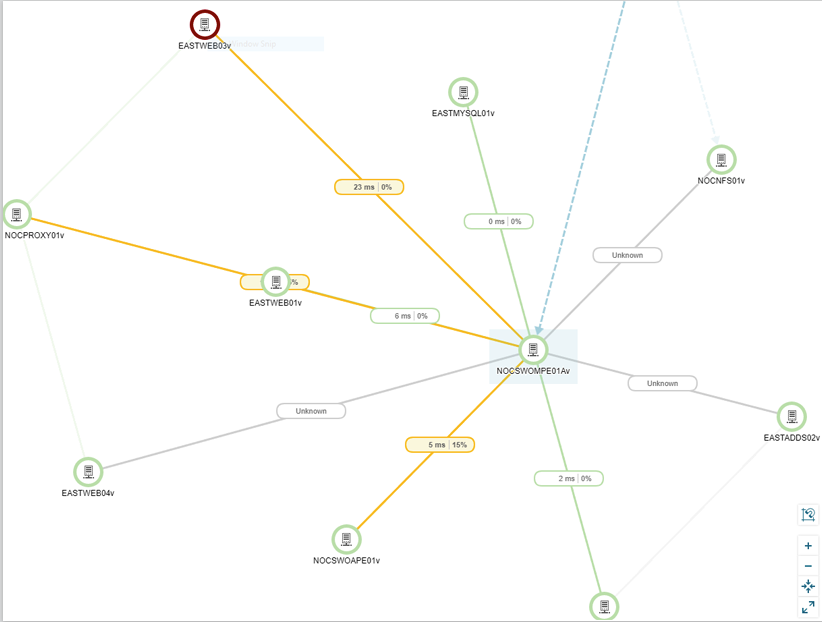 EASTWEB03v
EASTMYSQL01v
NOCNFS01v
23 ms | 0%
0 ms | 0%
NOCPROXY01v
Unknown
%
EASTWEB01v
6 ms | 0%
NOCSWOMPE01Av
Unknown
Unknown
EASTADDS02v
5 ms | 15%
2 ms | 0%
EASTWEB04v
NOCSWOAPE01v